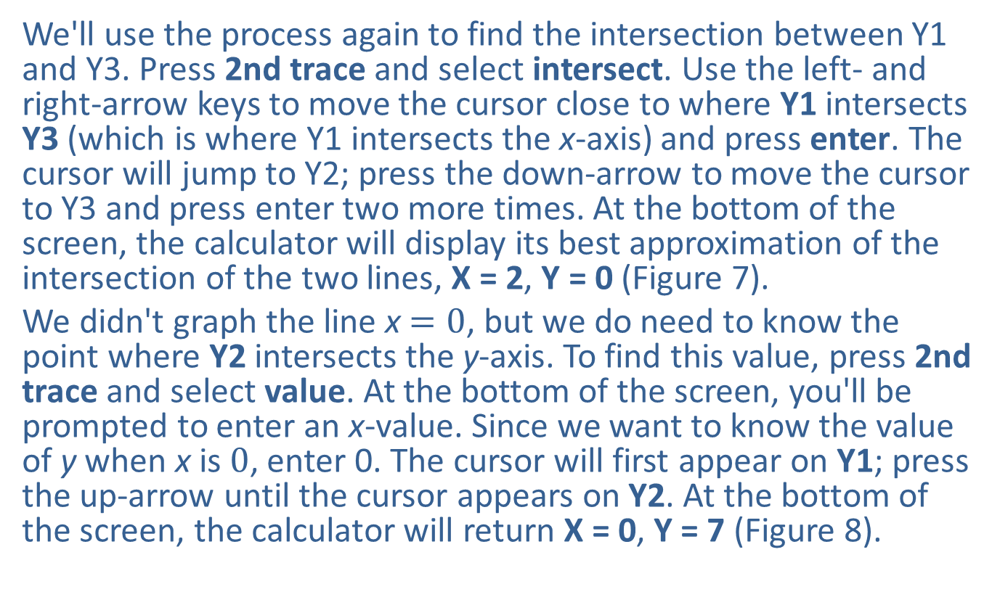 We'll use the process again to find the intersection between Y1
and Y3. Press 2nd trace and select intersect. Use the left- and
right-arrow keys to move the cursor close to where Y1 intersects
Y3 (which is where Y1 intersects the x-axis) and press enter. The
cursor will jump to Y2; press the down-arrow to move the cursor
to Y3 and press enter two more times. At the bottom of the
screen, the calculator will display its best approximation of the
intersection of the two lines, X = 2, Y = 0 (Figure 7).
We didn't graph the line x = 0, but we do need to know the
point where Y2 intersects the y-axis. To find this value, press 2nd
trace and select value. At the bottom of the screen, you'll be
prompted to enter an x-value. Since we want to know the value
of y when x is 0, enter 0. The cursor will first appear on Y1; press
the up-arrow until the cursor appears on Y2. At the bottom of
the screen, the calculator will return X = 0, Y = 7 (Figure 8).